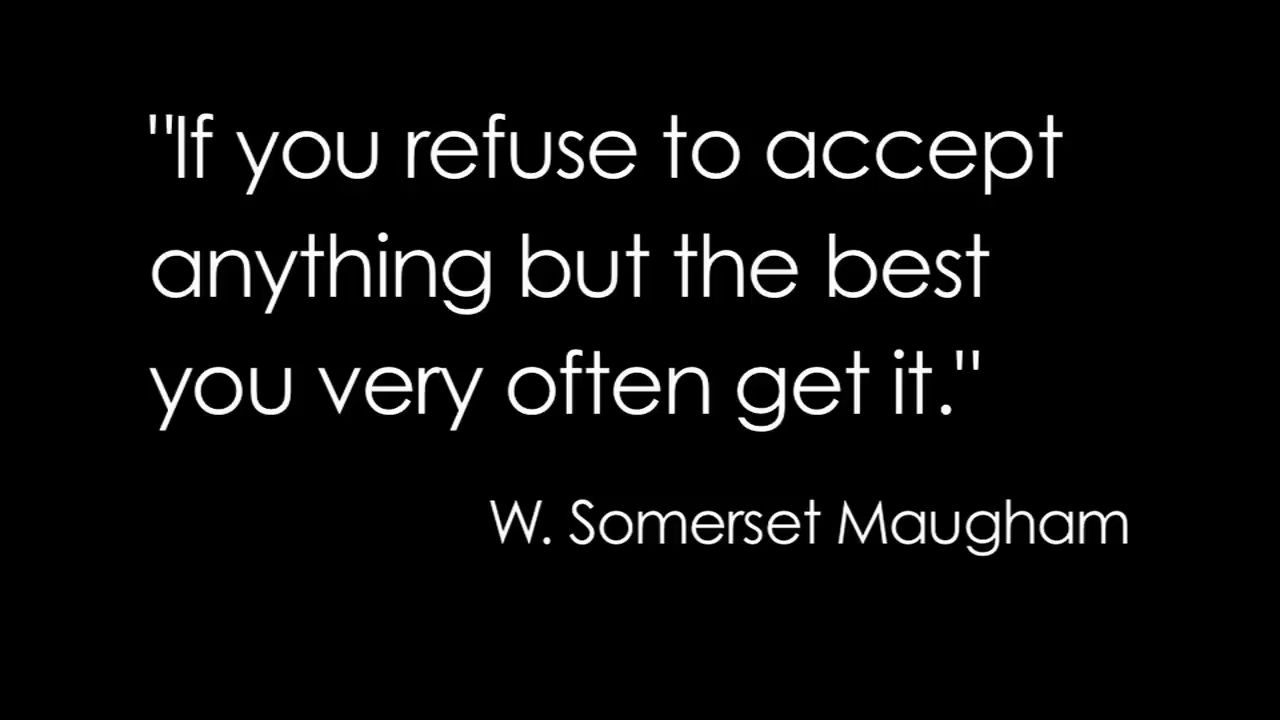 "If you refuse to accept
anything but the best
you very often get it."
W. Somerset Maugham